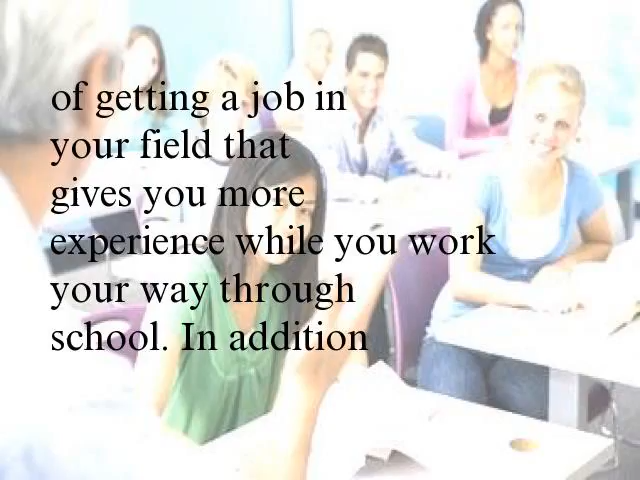 of getting a job in
your field that
gives you more
experience while you work
your way through
school. In addition